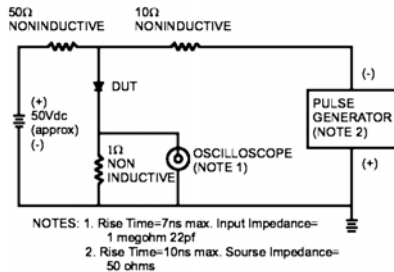 50Ω
NONINDUCTIVE
10Ω
NONINDUCTIVE
(+)
50Vdc
(approx)
(-)
DUT
1Ω
NON
INDUCTIVE
OSCILLOSCOPE
(NOTE 1)
(-)
PULSE
GENERATOR
(NOTE 2)
(+)
NOTES: 1. Rise Time=7ns max. Input Impedance=
1 megohm 22pf
2. Rise Time=10ns max. Sourse Impedance=
50 ohms